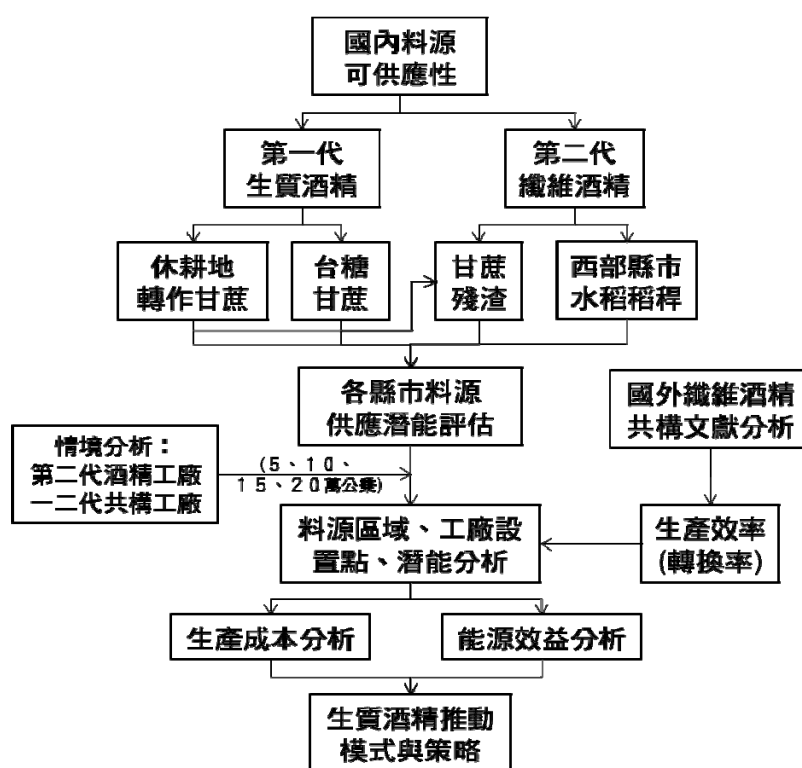 國內料源
可供應性
第一代
生質酒精
第二代
纖維酒精
休耕地
轉作甘蔗
台糖
甘蔗
甘蔗
殘渣
西部縣市
水稻稻稈
各縣市料源
供應潛能評估
國外纖維酒精
共構文獻分析
情境分析：
第二代酒精工廠
一二代共構工廠
(5、10、
15、20萬公秉)
料源區域、工廠設
置點、潛能分析
生產效率
(轉換率)
生產成本分析
能源效益分析
生質酒精推動
模式與策略